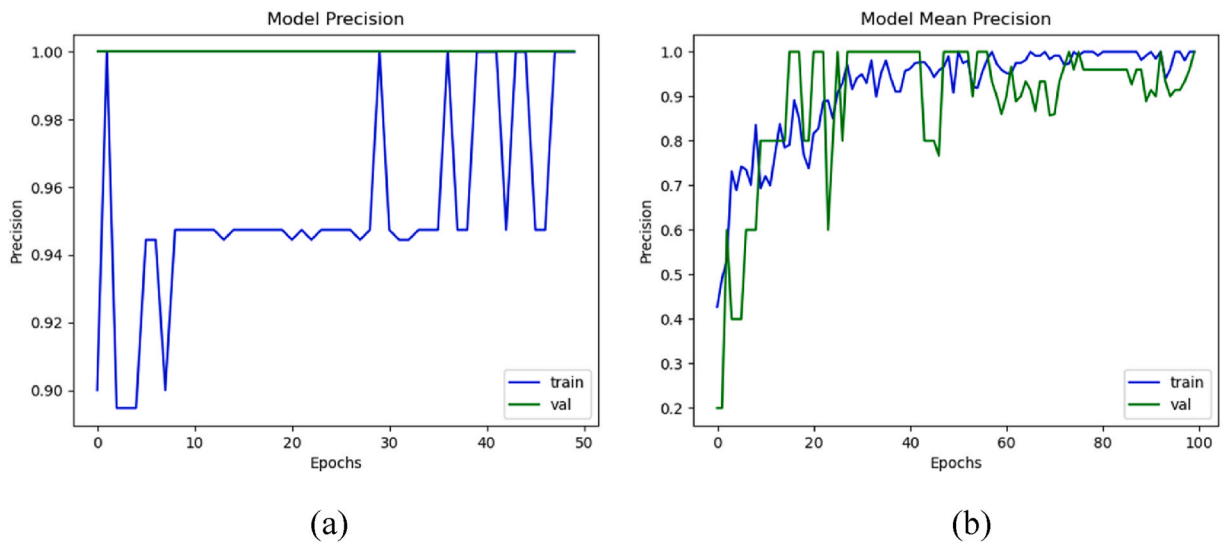 Model Precision
1.00
0.98
0.96
0.94
0.92
0.90
Precision
0
10
20
30
40
50
Epochs
train
val
(a)
Model Mean Precision
1.0
0.9
0.8
0.7
0.6
0.5
0.4
0.3
0.2
Precision
0
20
40
60
80
100
Epochs
train
val
(b)